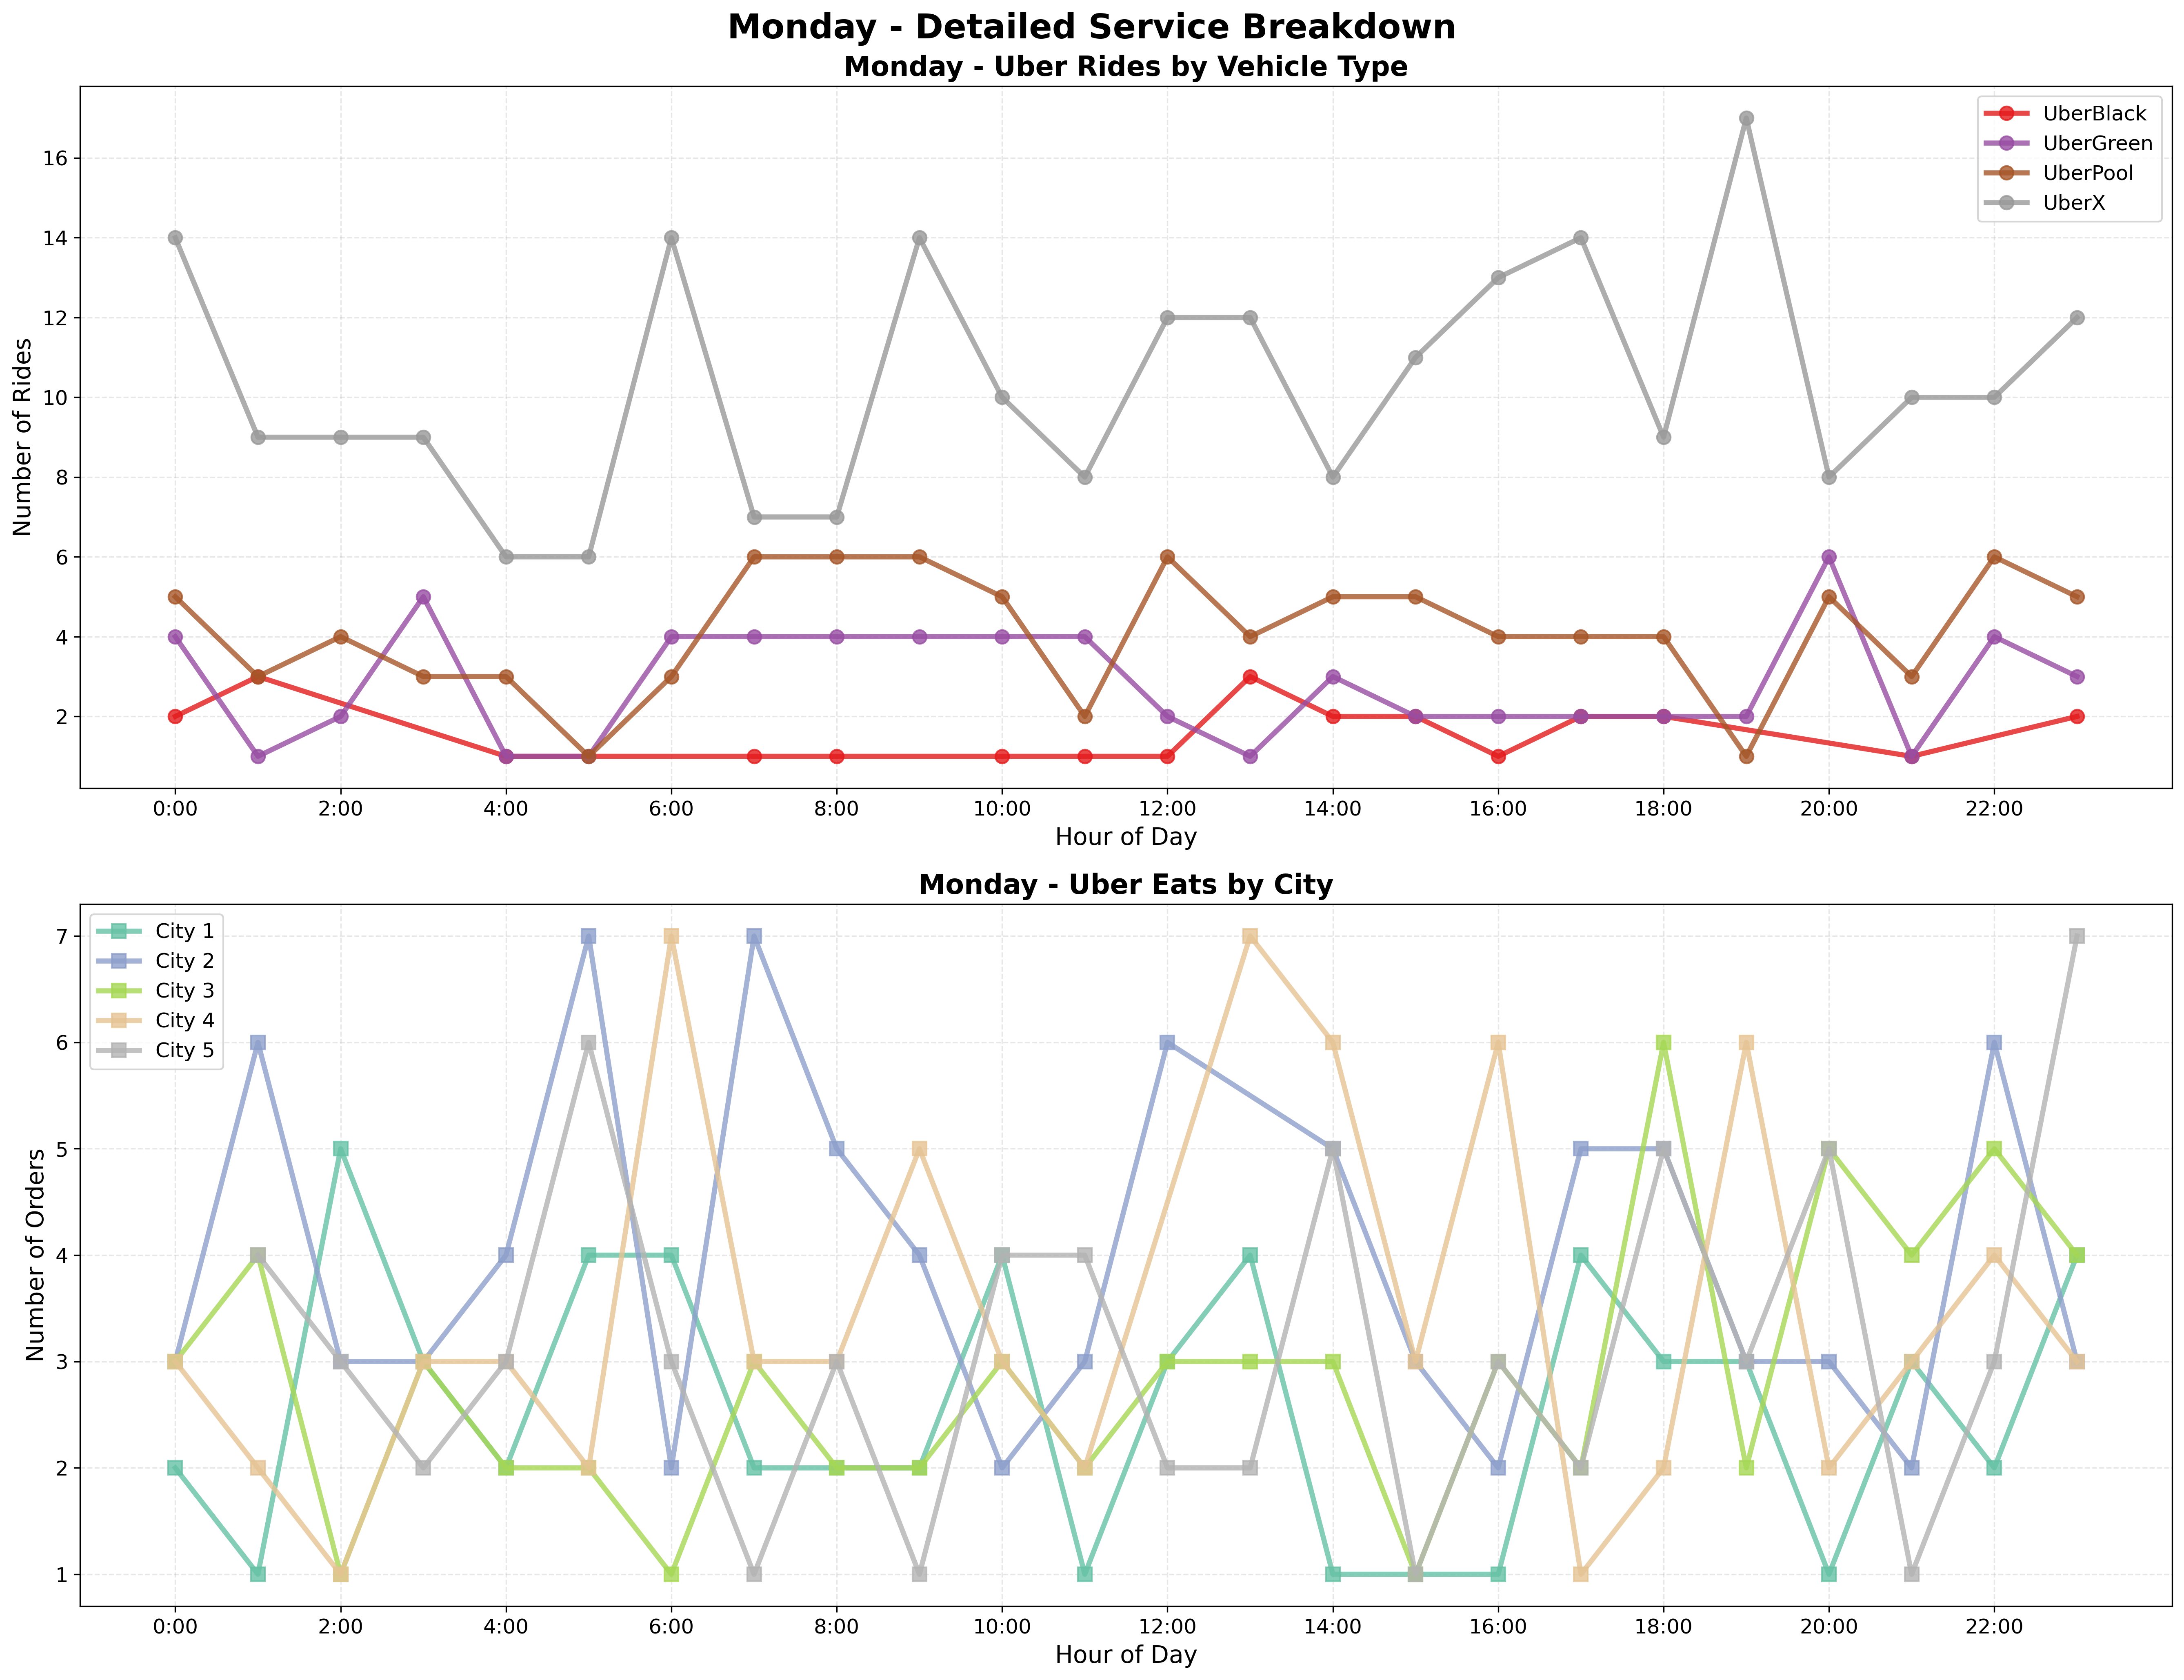 Monday - Detailed Service Breakdown
Monday - Uber Rides by Vehicle Type
UberBlack
UberGreen
UberPool
UberX
16
14
12
10
8
6
4
2
Number of Rides
0:00 2:00 4:00 6:00 8:00 10:00 12:00 14:00 16:00 18:00 20:00 22:00
Hour of Day
Monday - Uber Eats by City
City 1
City 2
City 3
City 4
City 5
7
6
5
4
3
2
1
Number of Orders
0:00 2:00 4:00 6:00 8:00 10:00 12:00 14:00 16:00 18:00 20:00 22:00
Hour of Day